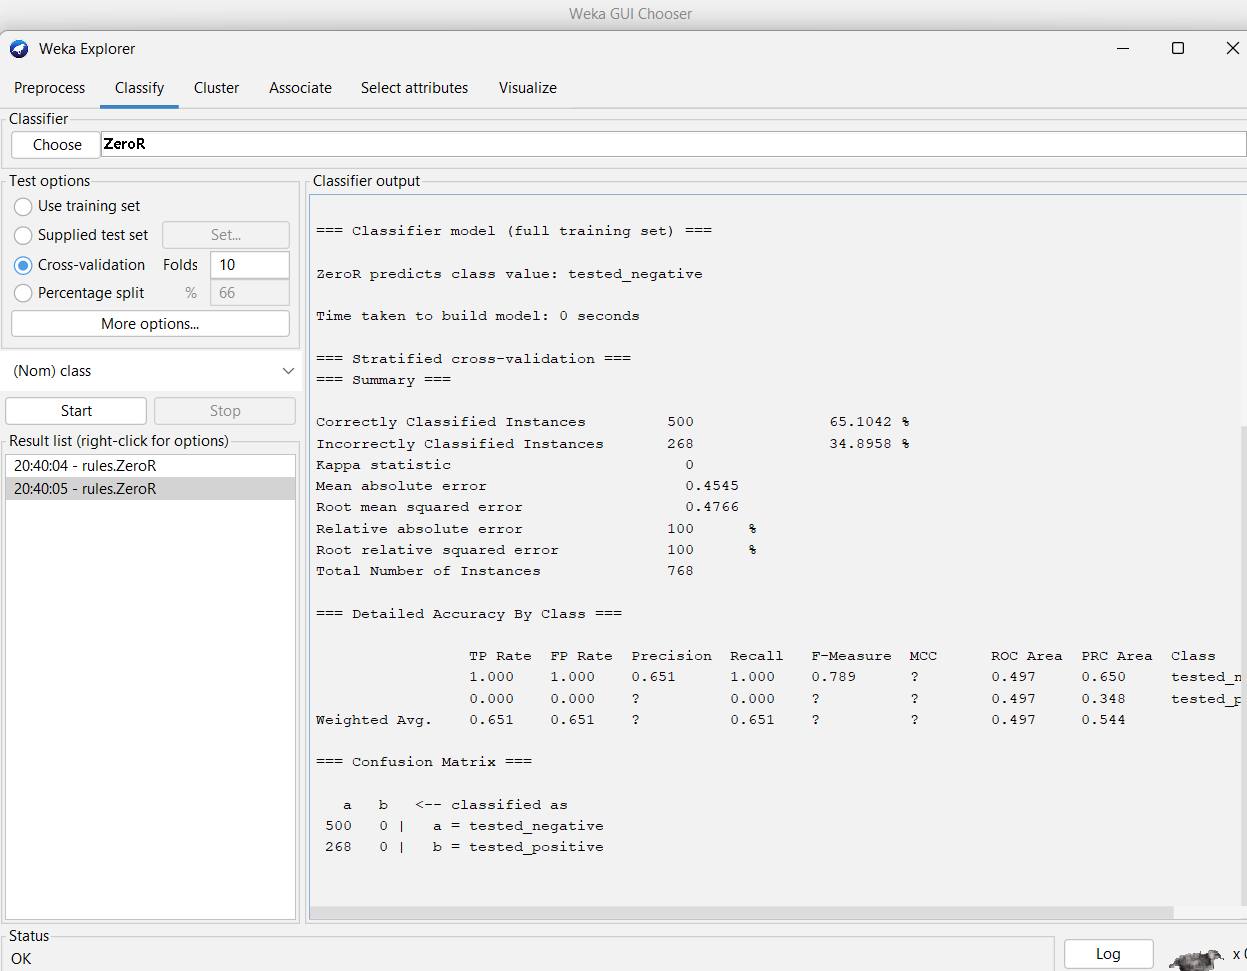 Weka GUI Chooser
Weka Explorer
Preprocess Classify Cluster Associate Select attributes Visualize
Classifier
Choose ZeroR
Test options
Use training set
Supplied test set Set...
Cross-validation Folds 10
Percentage split % 66
More options...
(Nom) class
Start Stop
Result list (right-click for options)
20:40:04 - rules.ZeroR
20:40:05 - rules.ZeroR
Classifier output
=== Classifier model (full training set) ===
ZeroR predicts class value: tested_negative
Time taken to build model: 0 seconds
=== Stratified cross-validation ===
=== Summary ===
Correctly Classified Instances 500 65.1042 %
Incorrectly Classified Instances 268 34.8958 %
Kappa statistic 0
Mean absolute error 0.4545
Root mean squared error 0.4766
Relative absolute error 100 %
Root relative squared error 100 %
Total Number of Instances 768
=== Detailed Accuracy By Class ===
TP Rate FP Rate Precision Recall F-Measure MCC ROC Area PRC Area Class
1.000 1.000 0.651 1.000 0.789 ? 0.497 0.650 tested_n
0.000 0.000 ? 0.000 ? ? 0.497 0.348 tested_p
Weighted Avg. 0.651 0.651 ? 0.651 ? ? 0.497 0.544
=== Confusion Matrix ===
a b <-- classified as
500 0 | a = tested_negative
268 0 | b = tested_positive
Status
OK
Log
x 0